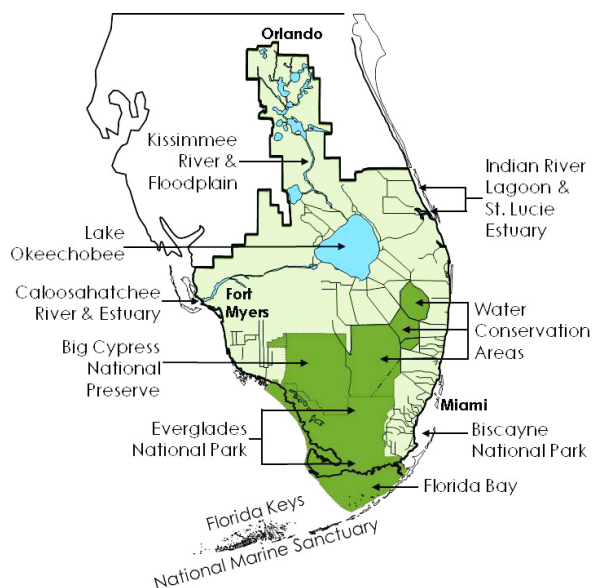 Orlando
Kissimmee
River &
Floodplain
Indian River
Lagoon &
St. Lucie
Estuary
Lake
Okeechobee
Caloosahatchee
River & Estuary
Fort
Myers
Water
Conservation
Areas
Big Cypress
National
Preserve
Miami
Everglades
National Park
Biscayne
National Park
Florida Bay
Florida Keys
National Marine Sanctuary